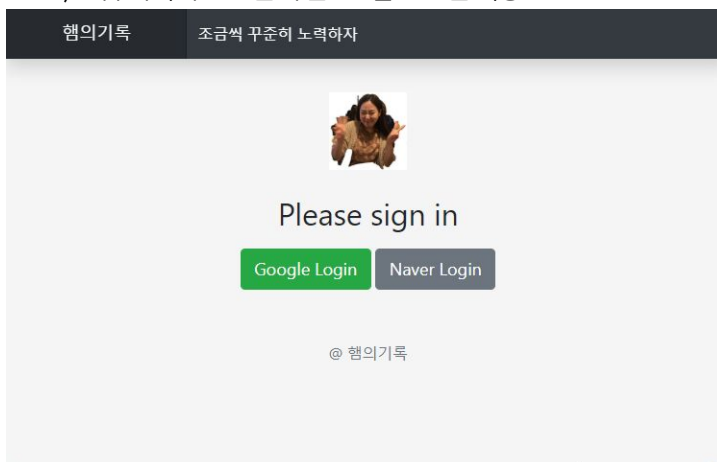 햄의기록
조금씩 꾸준히 노력하자
Please sign in
Google Login
Naver Login
@ 햄의기록